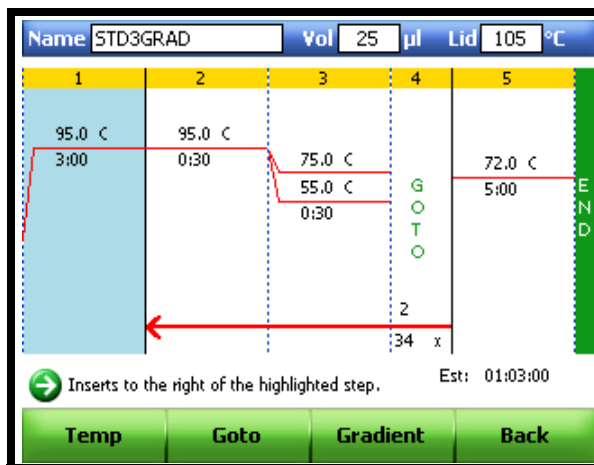 Name STD3GRAD Vol 25 µl Lid 105 °C
1 2 3 4 5
95.0 C 95.0 C
3:00 0:30
75.0 C
55.0 C
0:30
GOTO
2
34 x
72.0 C
5:00
END
Inserts to the right of the highlighted step. Est: 01:03:00
Temp Goto Gradient Back